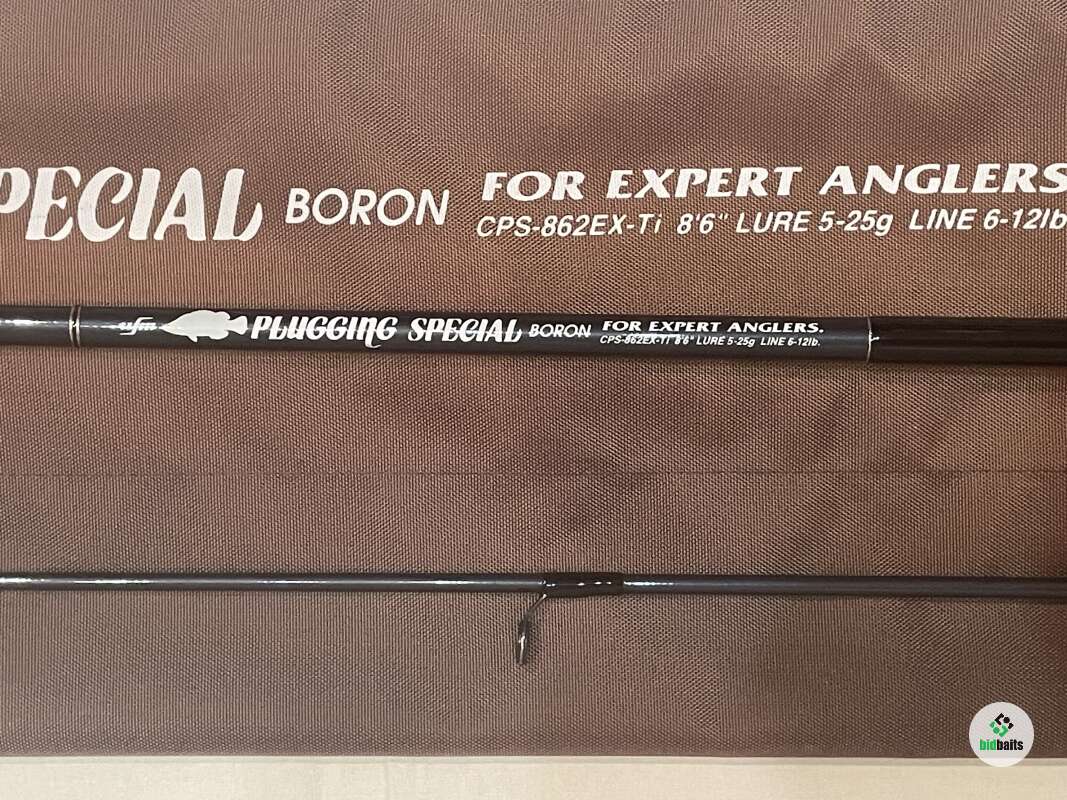 PECIAL BORON FOR EXPERT ANGLERS
CPS-862EX-Ti 8'6" LURE 5-25g LINE 6-12lb
ufm PLUGGING SPECIAL BORON FOR EXPERT ANGLERS.
CPS-862EX-Ti 8'6" LURE 5-25g LINE 6-12lb.
bidbaits